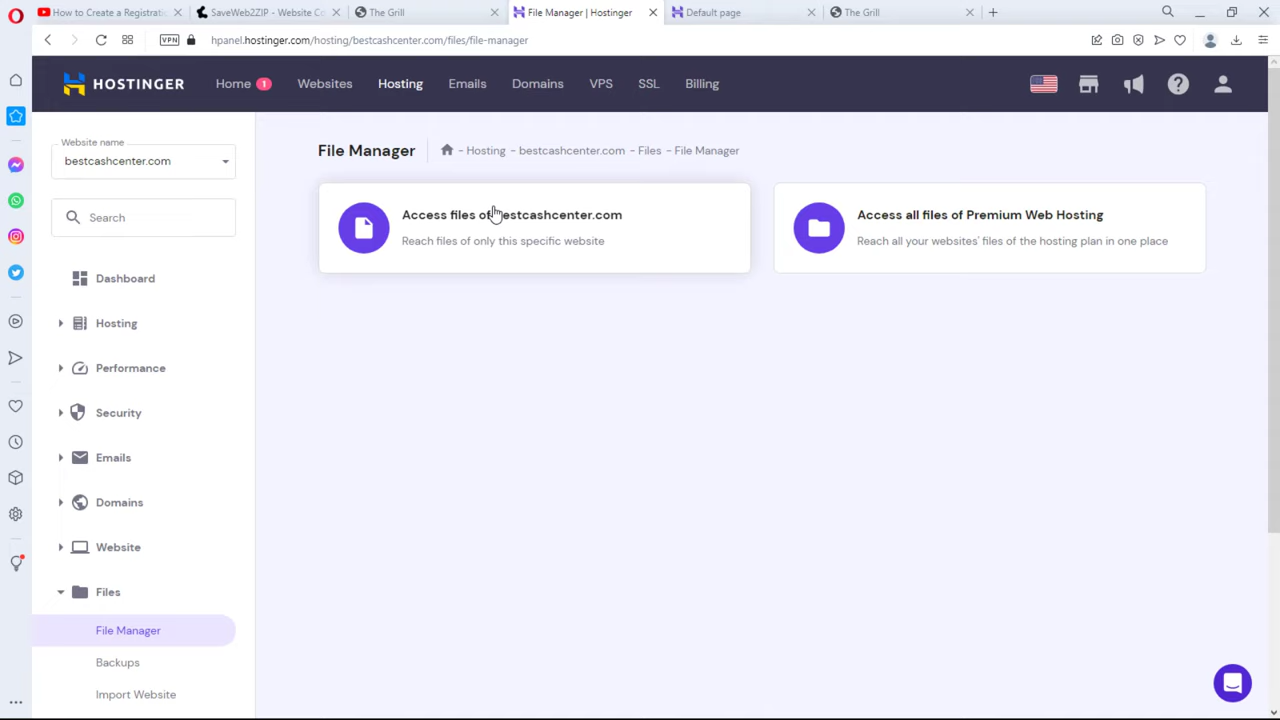 How to Create a Registrati
SaveWeb2ZIP - Website Co
The Grill
File Manager | Hostinger
Default page
The Grill
VPN
hpanel.hostinger.com/hosting/bestcashcenter.com/files/file-manager
HOSTINGER
Home 1
Websites
Hosting
Emails
Domains
VPS
SSL
Billing
Website name
bestcashcenter.com
Search
Dashboard
Hosting
Performance
Security
Emails
Domains
Website
Files
File Manager
Backups
Import Website
File Manager
- Hosting - bestcashcenter.com - Files - File Manager
Access files of bestcashcenter.com
Reach files of only this specific website
Access all files of Premium Web Hosting
Reach all your websites' files of the hosting plan in one place